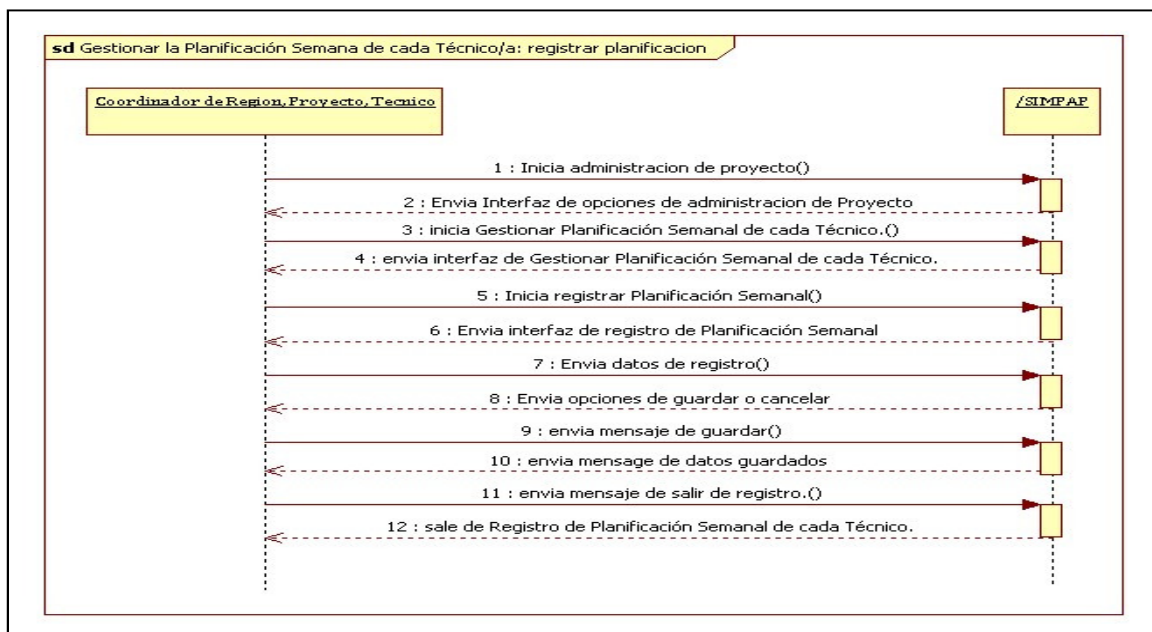 sd Gestionar la Planificación Semana de cada Técnico/a: registrar planificacion
Coordinador de Region,Proyecto,Tecnico
/SIMPAP
1 : Inicia administracion de proyecto()
2 : Envia Interfaz de opciones de administracion de Proyecto
3 : inicia Gestionar Planificación Semanal de cada Técnico.()
4 : envia interfaz de Gestionar Planificación Semanal de cada Técnico.
5 : Inicia registrar Planificación Semanal()
6 : Envia interfaz de registro de Planificación Semanal
7 : Envia datos de registro()
8 : Envia opciones de guardar o cancelar
9 : envia mensaje de guardar()
10 : envia mensage de datos guardados
11 : envia mensaje de salir de registro.()
12 : sale de Registro de Planificación Semanal de cada Técnico.